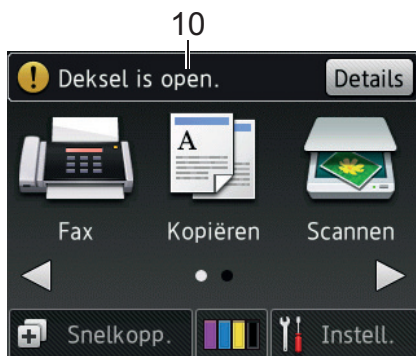 10
Deksel is open. Details
A
Fax Kopiëren Scannen
Snelkopp. Instell.